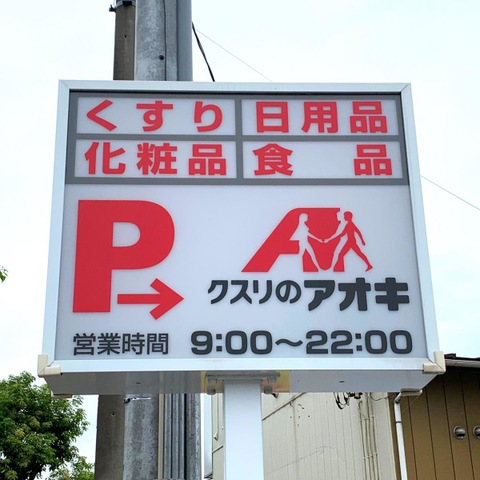 くすり 日用品
化粧品 食品
P→
クスリのアオキ
営業時間 9:00～22:00